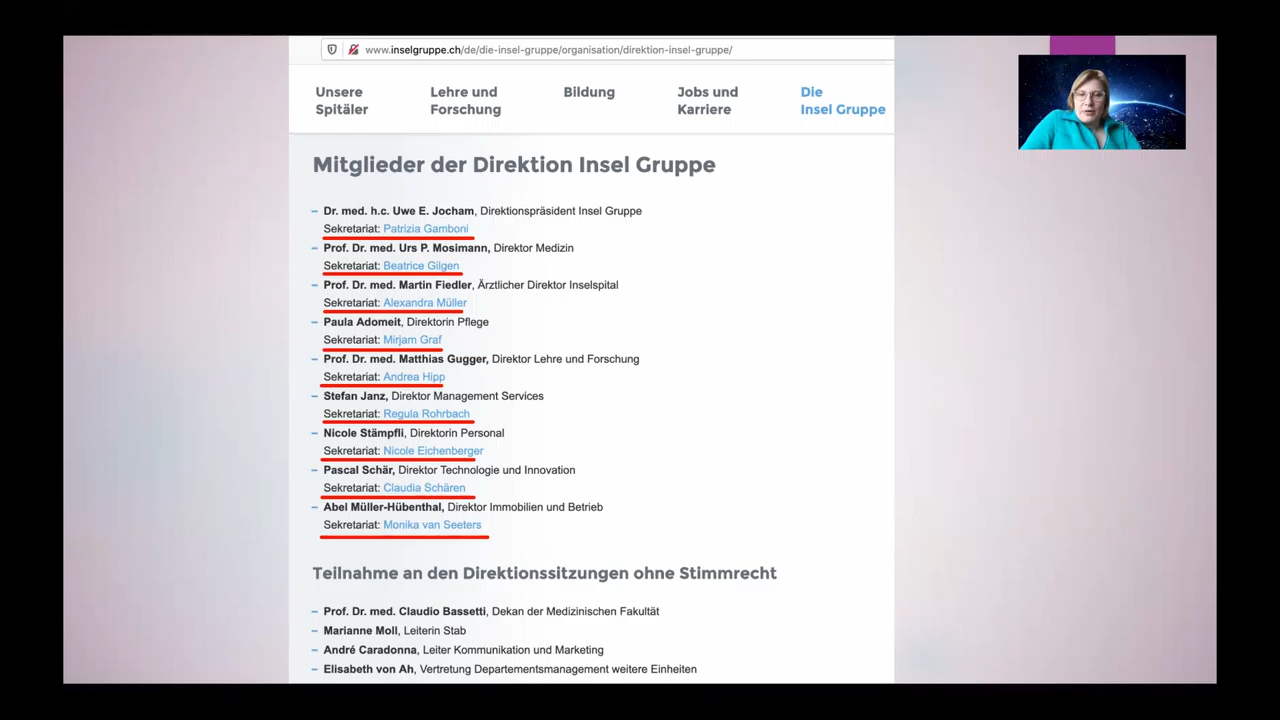 www.inselgruppe.ch/de/die-insel-gruppe/organisation/direktion-insel-gruppe/
Unsere Spitäler
Lehre und Forschung
Bildung
Jobs und Karriere
Die Insel Gruppe
Mitglieder der Direktion Insel Gruppe
– Dr. med. h.c. Uwe E. Jocham, Direktionspräsident Insel Gruppe
Sekretariat: Patrizia Gamboni
– Prof. Dr. med. Urs P. Mosimann, Direktor Medizin
Sekretariat: Beatrice Gilgen
– Prof. Dr. med. Martin Fiedler, Ärztlicher Direktor Inselspital
Sekretariat: Alexandra Müller
– Paula Adomeit, Direktorin Pflege
Sekretariat: Mirjam Graf
– Prof. Dr. med. Matthias Gugger, Direktor Lehre und Forschung
Sekretariat: Andrea Hipp
– Stefan Janz, Direktor Management Services
Sekretariat: Regula Rohrbach
– Nicole Stämpfli, Direktorin Personal
Sekretariat: Nicole Eichenberger
– Pascal Schär, Direktor Technologie und Innovation
Sekretariat: Claudia Schären
– Abel Müller-Hübenthal, Direktor Immobilien und Betrieb
Sekretariat: Monika van Seeters
Teilnahme an den Direktionssitzungen ohne Stimmrecht
– Prof. Dr. med. Claudio Bassetti, Dekan der Medizinischen Fakultät
– Marianne Moll, Leiterin Stab
– André Caradonna, Leiter Kommunikation und Marketing
– Elisabeth von Ah, Vertretung Departementsmanagement weitere Einheiten